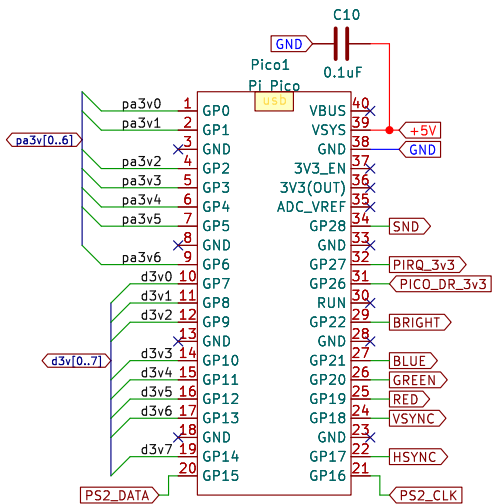 C10
GND
0.1uF
Pico1
Pi_Pico
usb
pa3v0 1 GP0 VBUS 40
pa3v1 2 GP1 VSYS 39 +5V
3 GND GND 38 GND
pa3v[0..6]
pa3v2 4 GP2 3V3_EN 37
pa3v3 5 GP3 3V3(OUT) 36
pa3v4 6 GP4 ADC_VREF 35
pa3v5 7 GP5 GP28 34 SND
8 GND GND 33
pa3v6 9 GP6 GP27 32 PIRQ_3v3
d3v0 10 GP7 GP26 31 PICO_DR_3v3
d3v1 11 GP8 RUN 30
d3v2 12 GP9 GP22 29 BRIGHT
13 GND GND 28
d3v[0..7]
d3v3 14 GP10 GP21 27 BLUE
d3v4 15 GP11 GP20 26 GREEN
d3v5 16 GP12 GP19 25 RED
d3v6 17 GP13 GP18 24 VSYNC
18 GND GND 23
d3v7 19 GP14 GP17 22 HSYNC
20 GP15 GP16 21
PS2_DATA PS2_CLK